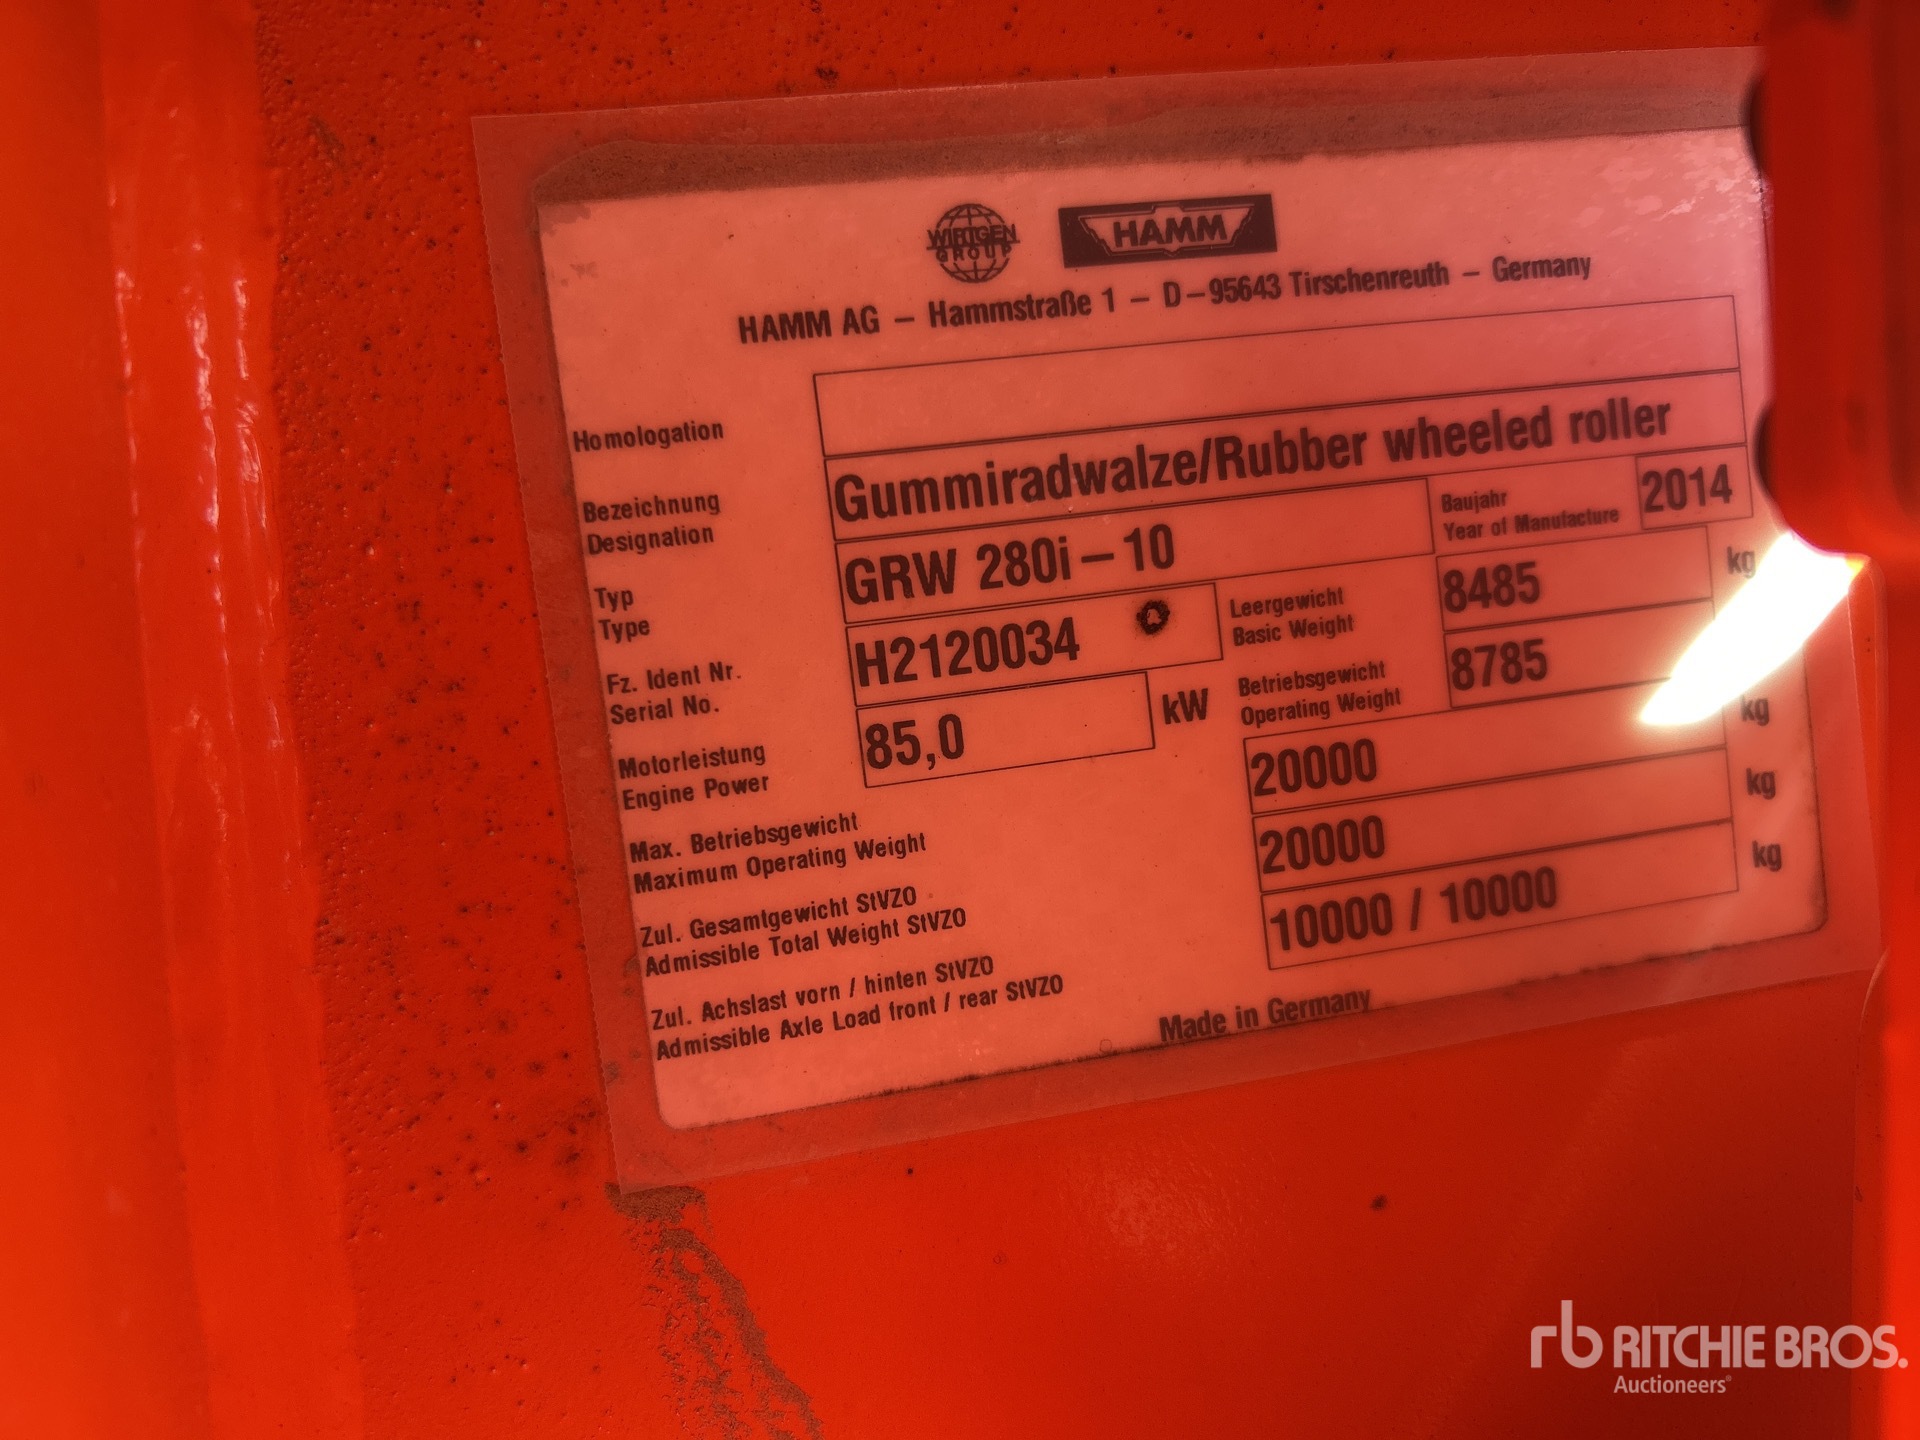 WIRTGEN
GROUP
HAMM
HAMM AG – Hammstraße 1 – D–95643 Tirschenreuth – Germany
Homologation
Bezeichnung
Designation
Gummiradwalze/Rubber wheeled roller
Typ
Type
GRW 280i–10
Baujahr
Year of Manufacture
2014
Fz. Ident Nr.
Serial No.
H2120034
Leergewicht
Basic Weight
8485
kg
Motorleistung
Engine Power
85,0
kW
Betriebsgewicht
Operating Weight
8785
Max. Betriebsgewicht
Maximum Operating Weight
20000
kg
Zul. Gesamtgewicht StVZO
Admissible Total Weight StVZO
20000
kg
Zul. Achslast vorn / hinten StVZO
Admissible Axle Load front / rear StVZO
10000 / 10000
kg
Made in Germany
rb RITCHIE BROS.
Auctioneers®